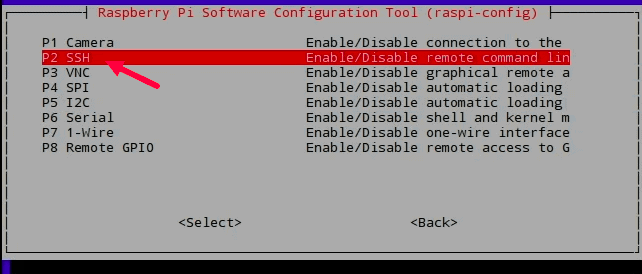 Raspberry Pi Software Configuration Tool (raspi-config)
P1 Camera Enable/Disable connection to the
P2 SSH Enable/Disable remote command lin
P3 VNC Enable/Disable graphical remote a
P4 SPI Enable/Disable automatic loading
P5 I2C Enable/Disable automatic loading
P6 Serial Enable/Disable shell and kernel m
P7 1-Wire Enable/Disable one-wire interface
P8 Remote GPIO Enable/Disable remote access to G
<Select> <Back>